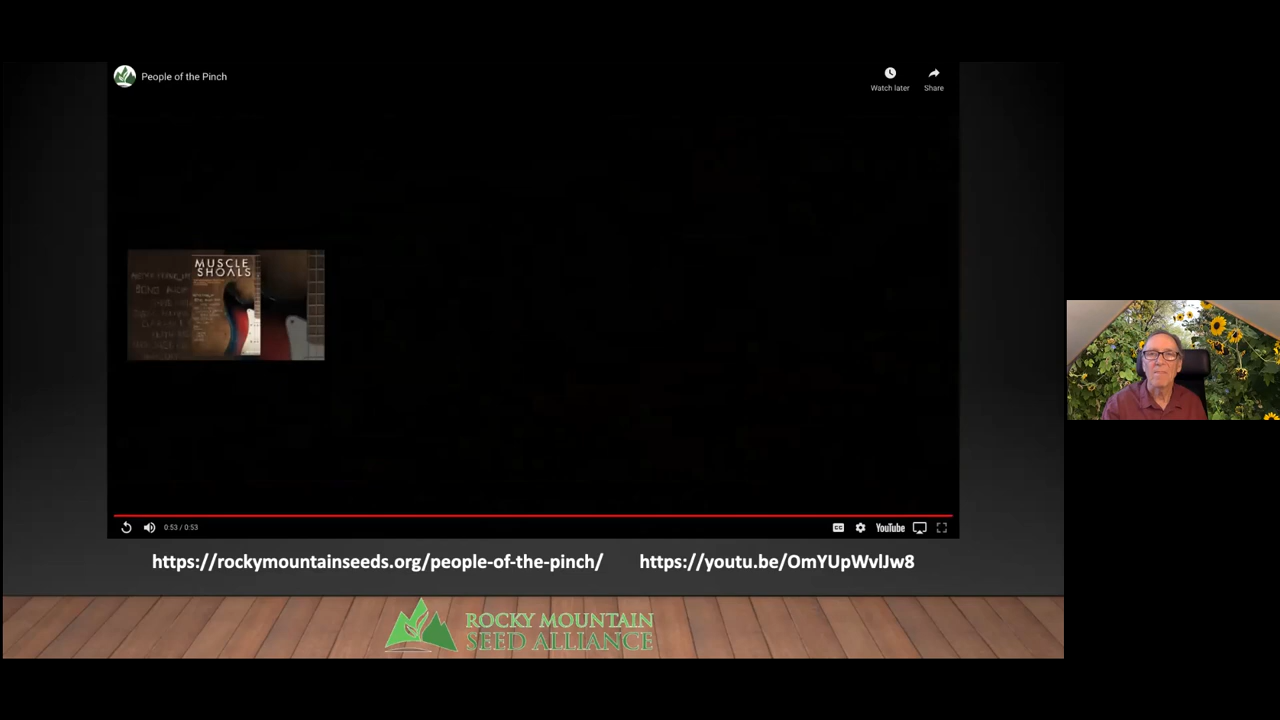 People of the Pinch
Watch later
Share
MUSCLE
SHOALS
0:53 / 0:53
CC
YouTube
https://rockymountainseeds.org/people-of-the-pinch/
https://youtu.be/OmYUpWvlJw8
ROCKY MOUNTAIN
SEED ALLIANCE